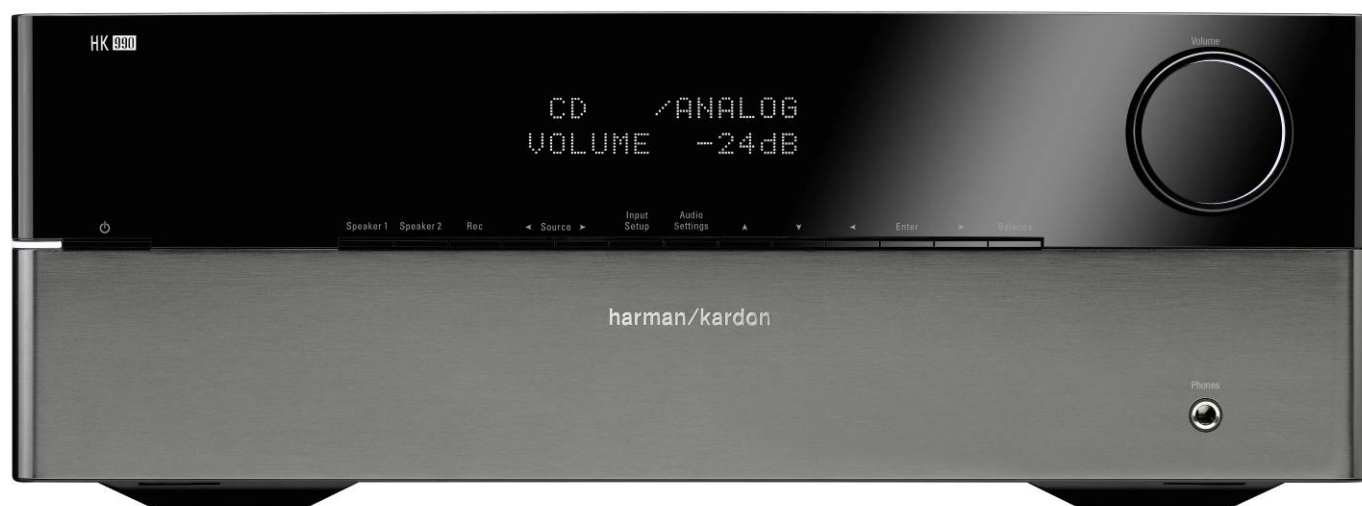 HK 990
Volume
CD /ANALOG
VOLUME -24dB
Speaker 1 Speaker 2 Rec ◄ Source ► Input Setup Audio Settings ▲ ▼ ◄ Enter ► Balance
harman/kardon
Phones